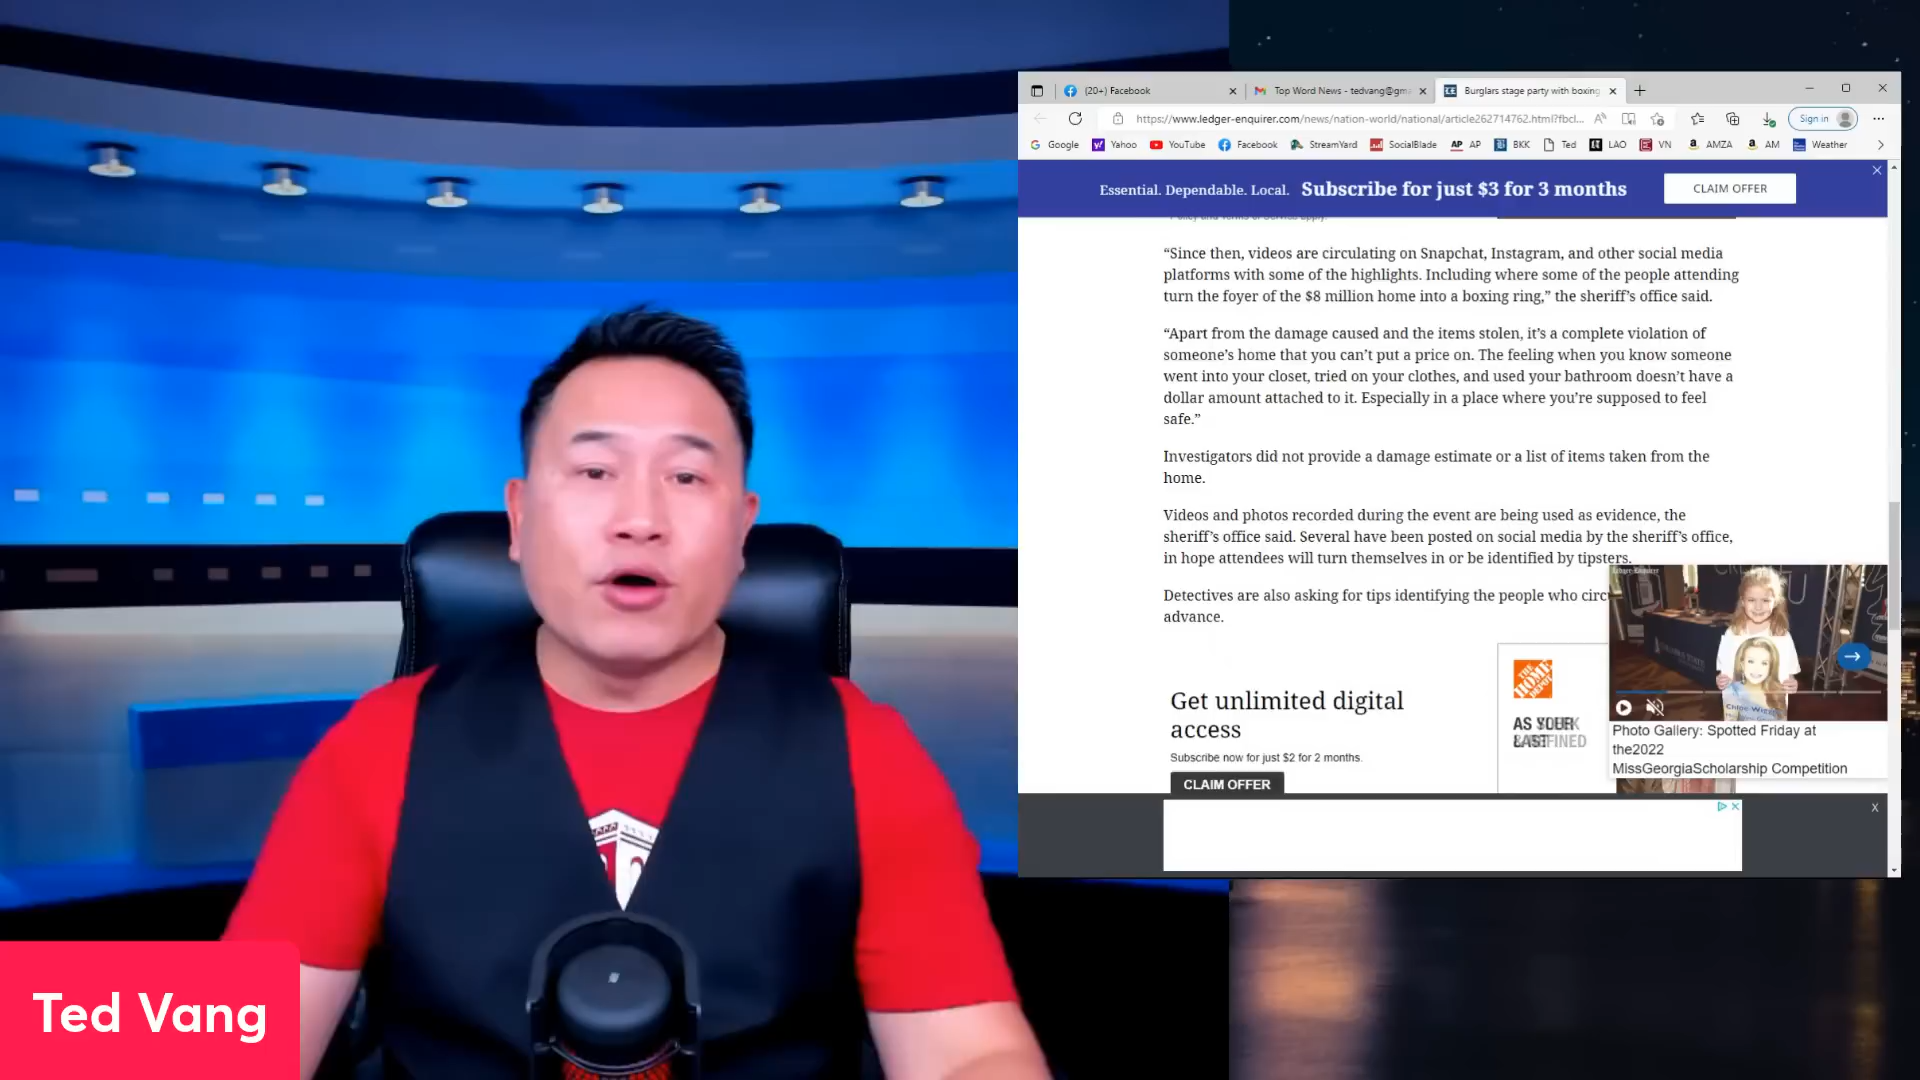 (20+) Facebook
Top Word News - tedvang@gm
Burglars stage party with boxing
https://www.ledger-enquirer.com/news/nation-world/national/article262714762.html?fbcl...
Sign in
Google
Yahoo
YouTube
Facebook
StreamYard
SocialBlade
AP AP
BKK
Ted
LAO
VN
AMZA
AM
Weather
Essential. Dependable. Local. Subscribe for just $3 for 3 months
CLAIM OFFER
“Since then, videos are circulating on Snapchat, Instagram, and other social media
platforms with some of the highlights. Including where some of the people attending
turn the foyer of the $8 million home into a boxing ring,” the sheriff’s office said.
“Apart from the damage caused and the items stolen, it’s a complete violation of
someone’s home that you can’t put a price on. The feeling when you know someone
went into your closet, tried on your clothes, and used your bathroom doesn’t have a
dollar amount attached to it. Especially in a place where you’re supposed to feel
safe.”
Investigators did not provide a damage estimate or a list of items taken from the
home.
Videos and photos recorded during the event are being used as evidence, the
sheriff’s office said. Several have been posted on social media by the sheriff’s office,
in hope attendees will turn themselves in or be identified by tipsters.
Detectives are also asking for tips identifying the people who circ
advance.
Get unlimited digital
access
Subscribe now for just $2 for 2 months.
CLAIM OFFER
THE HOME DEPOT
Photo Gallery: Spotted Friday at
the2022
MissGeorgiaScholarship Competition
Ted Vang